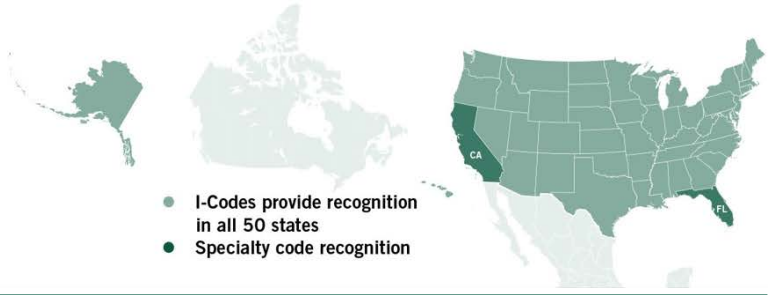 CA
FL
I-Codes provide recognition
in all 50 states
Specialty code recognition